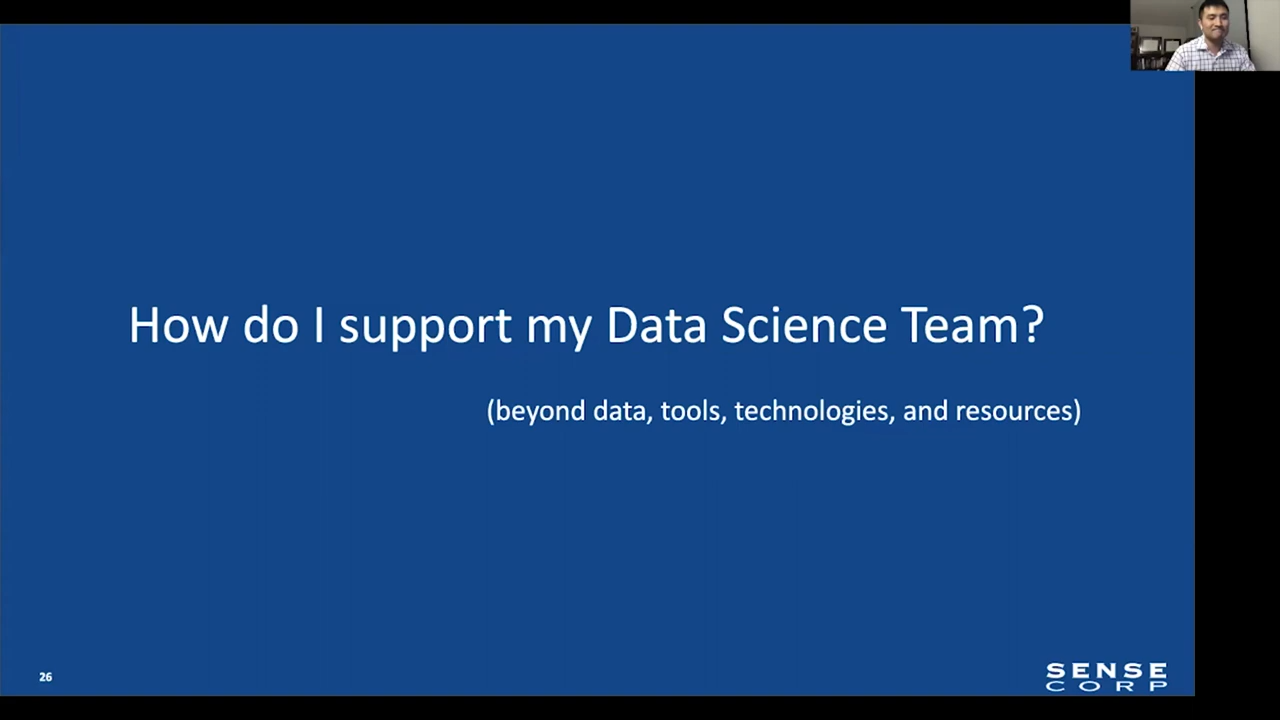 How do I support my Data Science Team?
(beyond data, tools, technologies, and resources)
26
SENSE
CORP